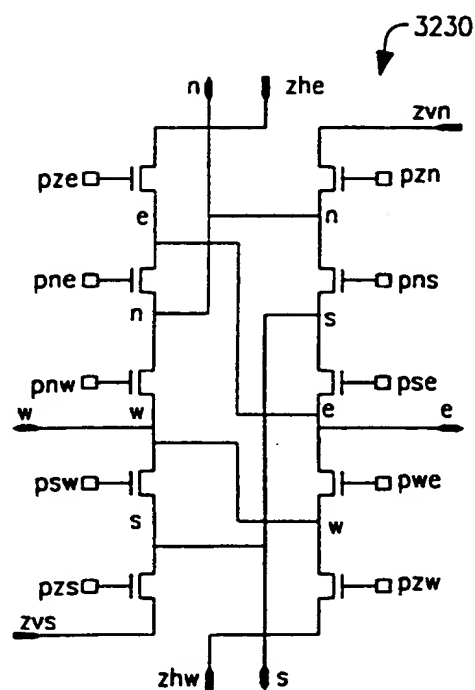 3230
n zhe
zvn
pze pzn
e n
pne pns
n s
pnw pse
w w e e
psw pwe
s w
pzs pzw
zvs
zhw s